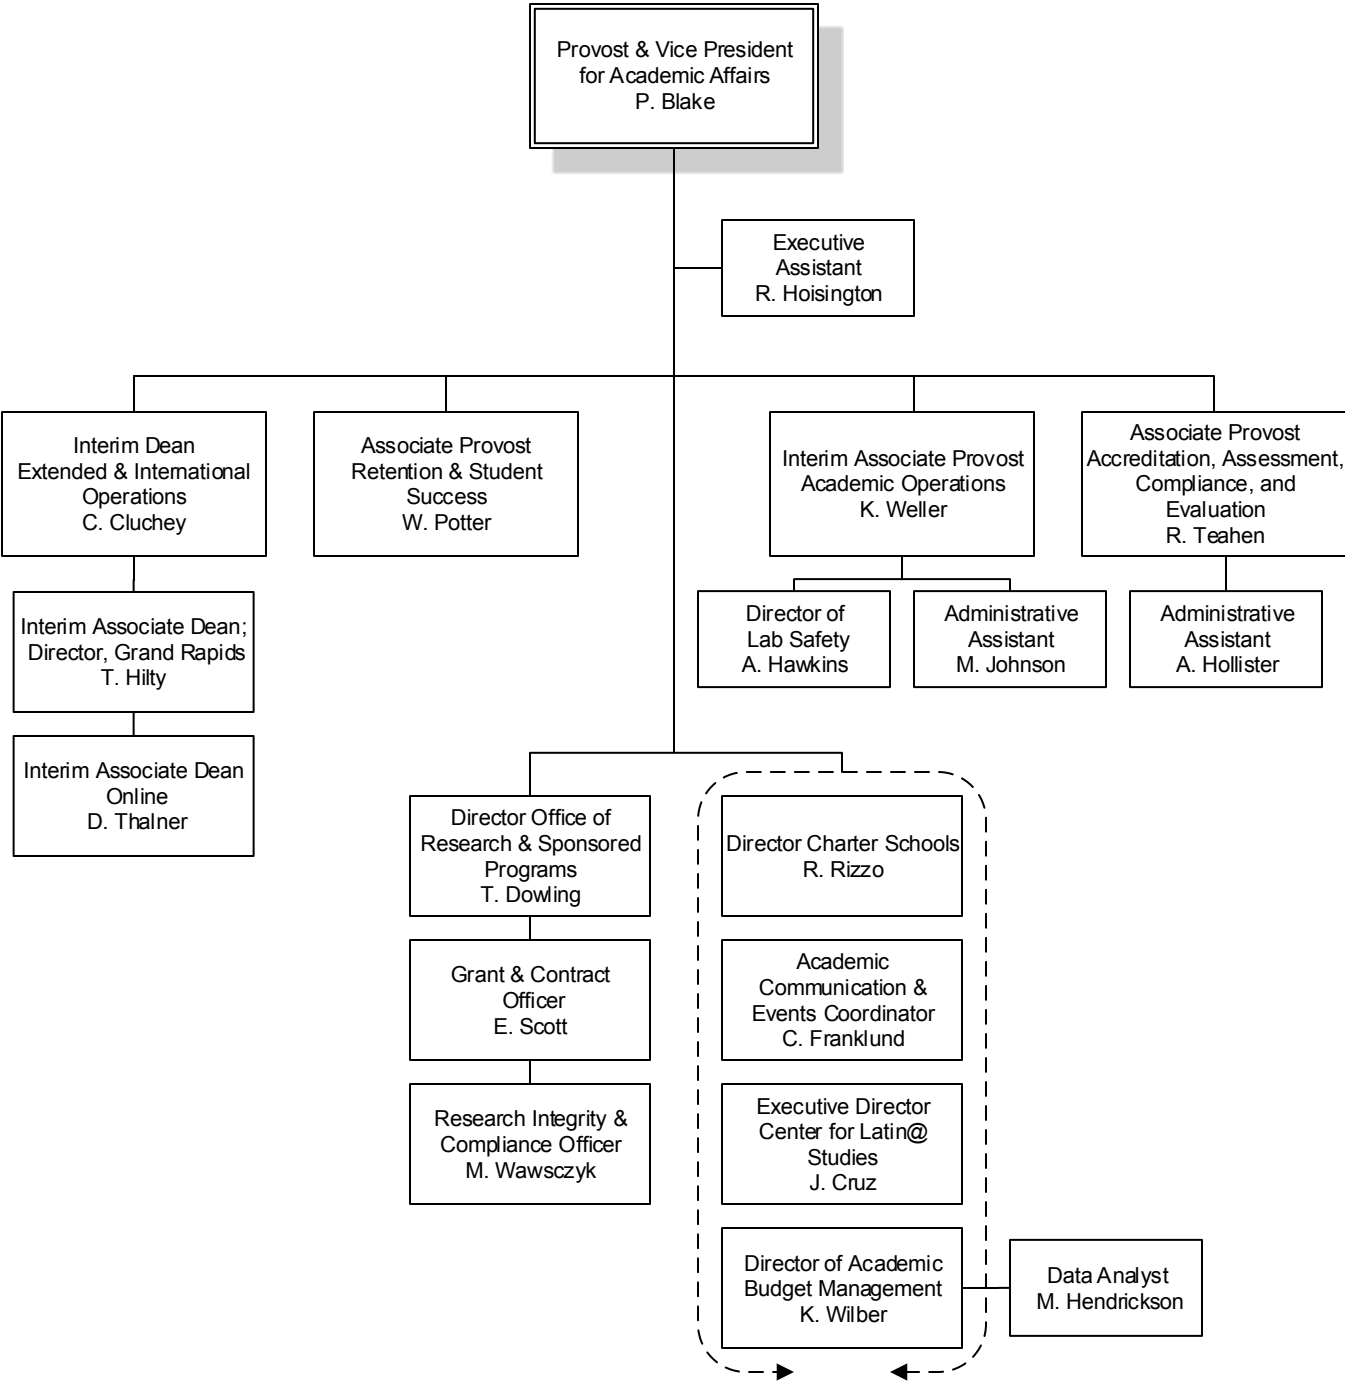 Provost & Vice President
for Academic Affairs
P. Blake
Executive
Assistant
R. Hoisington
Interim Dean
Extended & International
Operations
C. Cluchey
Associate Provost
Retention & Student
Success
W. Potter
Interim Associate Provost
Academic Operations
K. Weller
Associate Provost
Accreditation, Assessment,
Compliance, and
Evaluation
R. Teahen
Interim Associate Dean;
Director, Grand Rapids
T. Hilty
Director of
Lab Safety
A. Hawkins
Administrative
Assistant
M. Johnson
Administrative
Assistant
A. Hollister
Interim Associate Dean
Online
D. Thalner
Director Office of
Research & Sponsored
Programs
T. Dowling
Director Charter Schools
R. Rizzo
Grant & Contract
Officer
E. Scott
Academic
Communication &
Events Coordinator
C. Franklund
Research Integrity &
Compliance Officer
M. Wawsczyk
Executive Director
Center for Latin@
Studies
J. Cruz
Director of Academic
Budget Management
K. Wilber
Data Analyst
M. Hendrickson